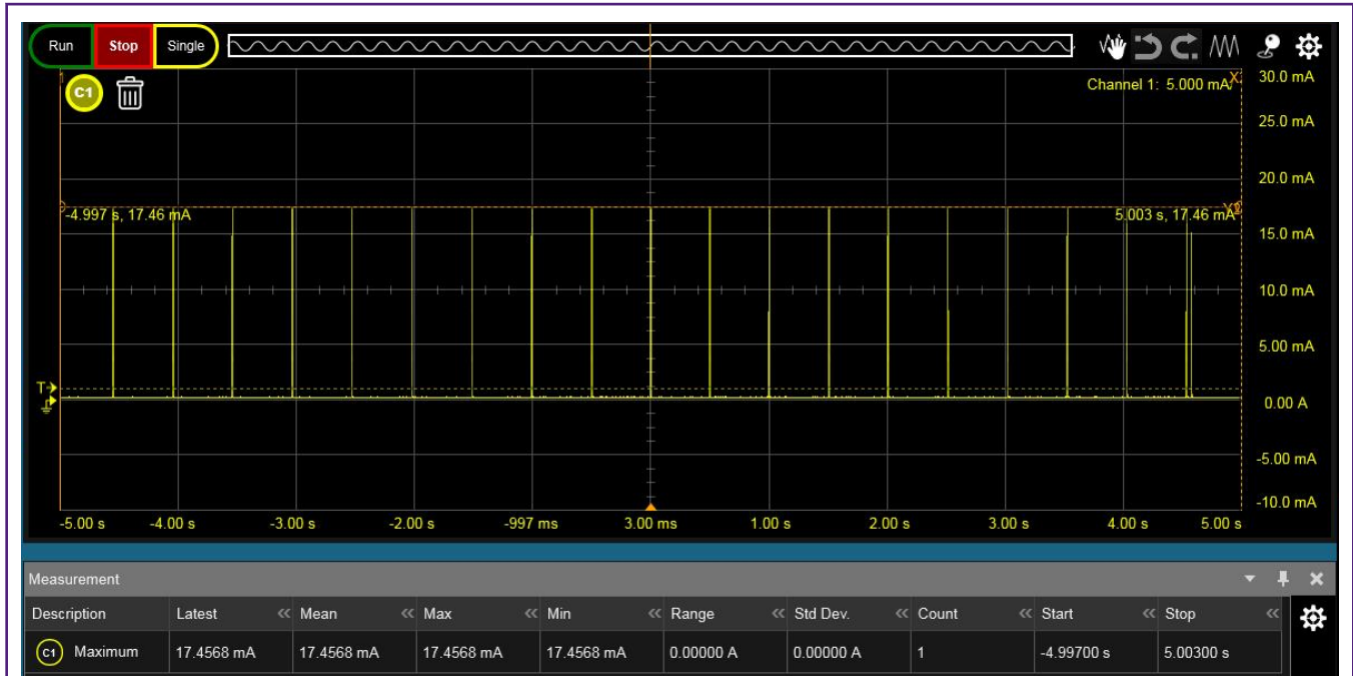 Run Stop Single
C1 Channel 1: 5.000 mA 30.0 mA
25.0 mA
20.0 mA
-4.997 s, 17.46 mA 5.003 s, 17.46 mA
15.0 mA
10.0 mA
5.00 mA
T
0.00 A
-5.00 mA
-10.0 mA
-5.00 s -4.00 s -3.00 s -2.00 s -997 ms 3.00 ms 1.00 s 2.00 s 3.00 s 4.00 s 5.00 s
Measurement
Description Latest Mean Max Min Range Std Dev. Count Start Stop
C1 Maximum 17.4568 mA 17.4568 mA 17.4568 mA 17.4568 mA 0.00000 A 0.00000 A 1 -4.99700 s 5.00300 s